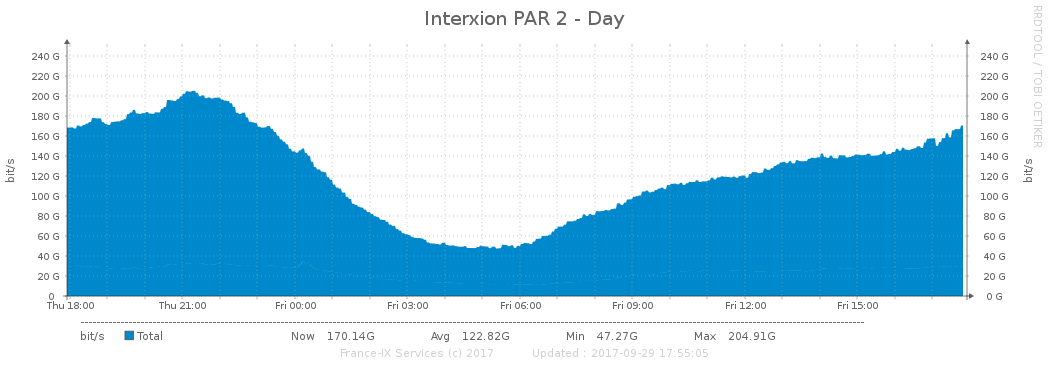 Interxion PAR 2 - Day
RRDTOOL / TOBI OETIKER
bit/s
240 G 240 G
220 G 220 G
200 G 200 G
180 G 180 G
160 G 160 G
140 G 140 G
120 G 120 G
100 G 100 G
80 G 80 G
60 G 60 G
40 G 40 G
20 G 20 G
0 0 G
bit/s
Thu 18:00 Thu 21:00 Fri 00:00 Fri 03:00 Fri 06:00 Fri 09:00 Fri 12:00 Fri 15:00
bit/s Total Now 170.14G Avg 122.82G Min 47.27G Max 204.91G
France-IX Services (c) 2017 Updated : 2017-09-29 17:55:05